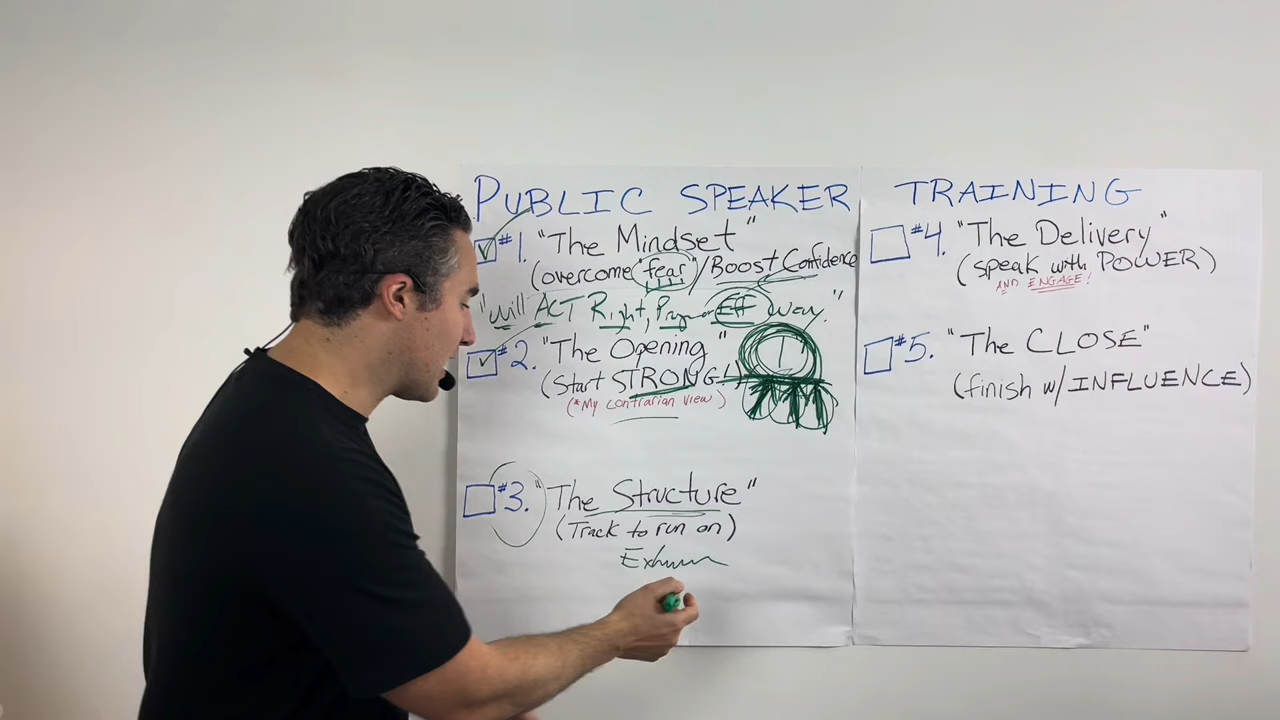 PUBLIC SPEAKER TRAINING
#1. "The Mindset"
(overcome "fear"/Boost Confidence
"will ACT Right, Eff Way."
#2. "The Opening"
(Start STRONG!)
(*My contrarian view)
#3. "The Structure"
(Track to run on)
#4. "The Delivery"
(speak with POWER)
AND ENGAGE!
#5. "The CLOSE"
(finish w/INFLUENCE)